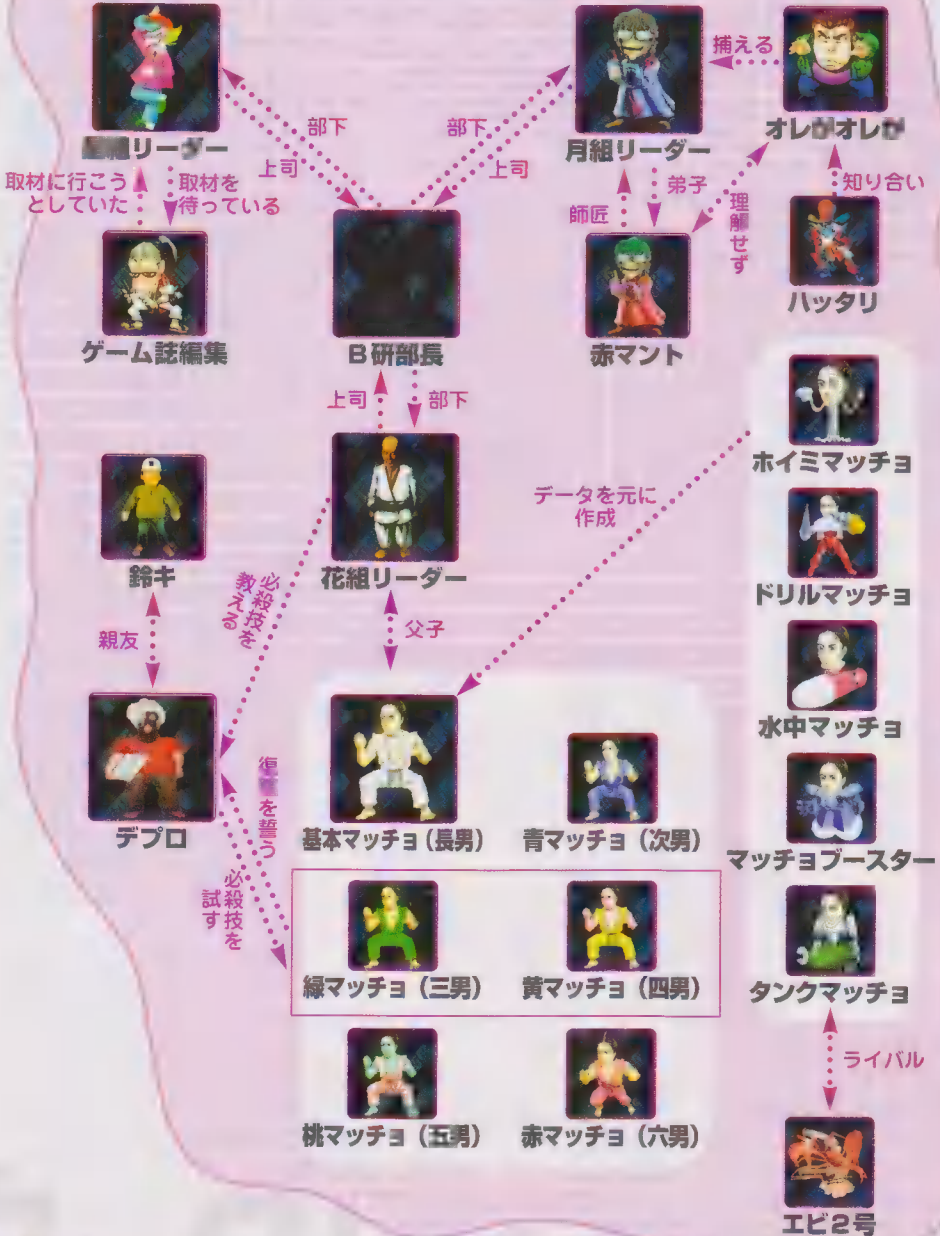 リーダー
月組リーダー
オレがオレが
捕える
部下
上司
部下
上司
取材に行こう
としていた
取材を
待っている
師匠
弟子
理解せず
知り合い
ゲーム誌編集
B研部長
赤マント
ハッタリ
上司
部下
ホイミマッチョ
データを元に
作成
鈴キ
花組リーダー
ドリルマッチョ
必殺技を
教える
親友
父子
水中マッチョ
デプロ
を誓う
必殺技を
試す
基本マッチョ(長男)
青マッチョ(次男)
マッチョブースター
緑マッチョ(三男)
黄マッチョ(四男)
タンクマッチョ
ライバル
桃マッチョ(五男)
赤マッチョ(六男)
エビ2号